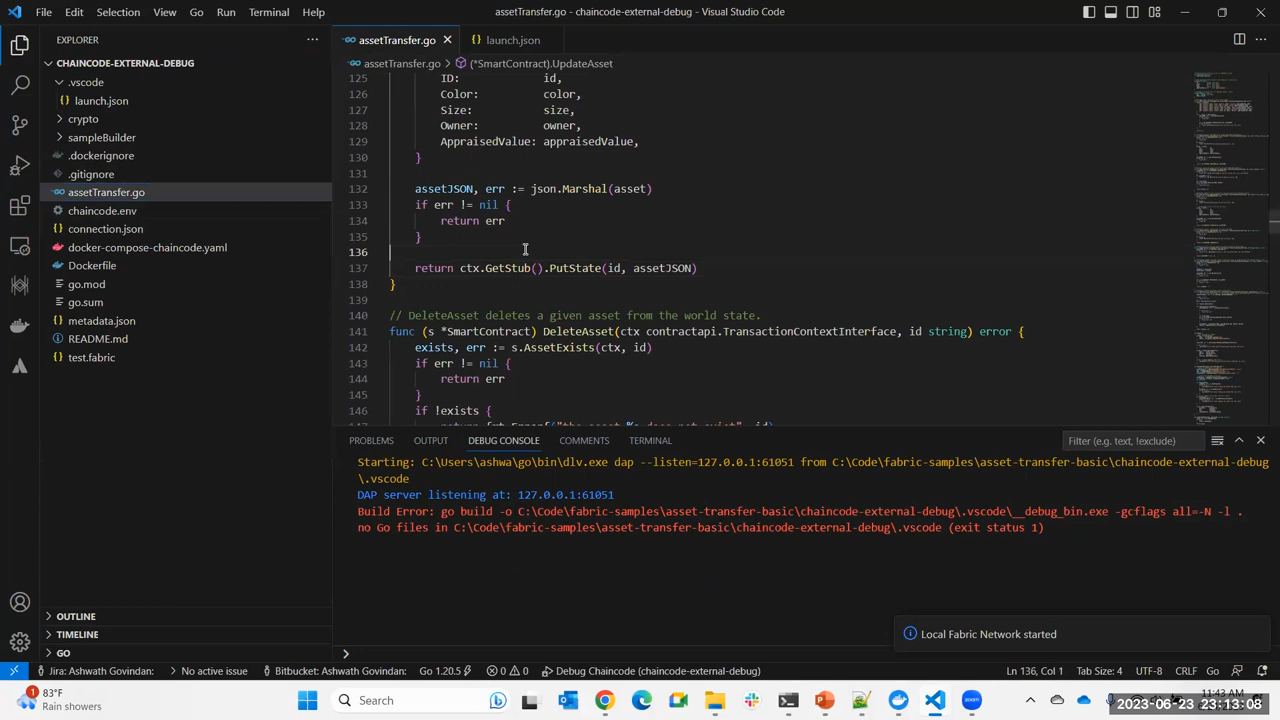 File Edit Selection View Go Run Terminal Help
assetTransfer.go - chaincode-external-debug - Visual Studio Code
EXPLORER
CHAINCODE-EXTERNAL-DEBUG
.vscode
launch.json
crypto
sampleBuilder
.dockerignore
.gitignore
assetTransfer.go
chaincode.env
connection.json
docker-compose-chaincode.yaml
Dockerfile
go.mod
go.sum
metadata.json
README.md
test.fabric
OUTLINE
TIMELINE
GO
assetTransfer.go launch.json
assetTransfer.go > (*SmartContract).UpdateAsset
125 ID: id,
126 Color: color,
127 Size: size,
128 Owner: owner,
129 AppraisedValue: appraisedValue,
130 }
131
132 assetJSON, err := json.Marshal(asset)
133 if err != nil {
134 return err
135 }
136
137 return ctx.GetStub().PutState(id, assetJSON)
138 }
139
140 // DeleteAsset deletes a given asset from the world state.
141 func (s *SmartContract) DeleteAsset(ctx contractapi.TransactionContextInterface, id string) error {
142 exists, err := s.AssetExists(ctx, id)
143 if err != nil {
144 return err
145 }
146 if !exists {
147 return fmt.Errorf("the asset %s does not exist", id)
PROBLEMS OUTPUT DEBUG CONSOLE COMMENTS TERMINAL
Filter (e.g. text, !exclude)
Starting: C:\Users\ashwa\go\bin\dlv.exe dap --listen=127.0.0.1:61051 from C:\Code\fabric-samples\asset-transfer-basic\chaincode-external-debug
\.vscode
DAP server listening at: 127.0.0.1:61051
Build Error: go build -o C:\Code\fabric-samples\asset-transfer-basic\chaincode-external-debug\.vscode\__debug_bin.exe -gcflags all=-N -l .
no Go files in C:\Code\fabric-samples\asset-transfer-basic\chaincode-external-debug\.vscode (exit status 1)
Local Fabric Network started
Jira: Ashwath Govindan: No active issue Bitbucket: Ashwath Govindan: Go 1.20.5 0 0 Debug Chaincode (chaincode-external-debug) Ln 136, Col 1 Tab Size: 4 UTF-8 CRLF Go
1
83°F
Rain showers
Search
zoom
11:43 AM
2023-06-23 23:13:08